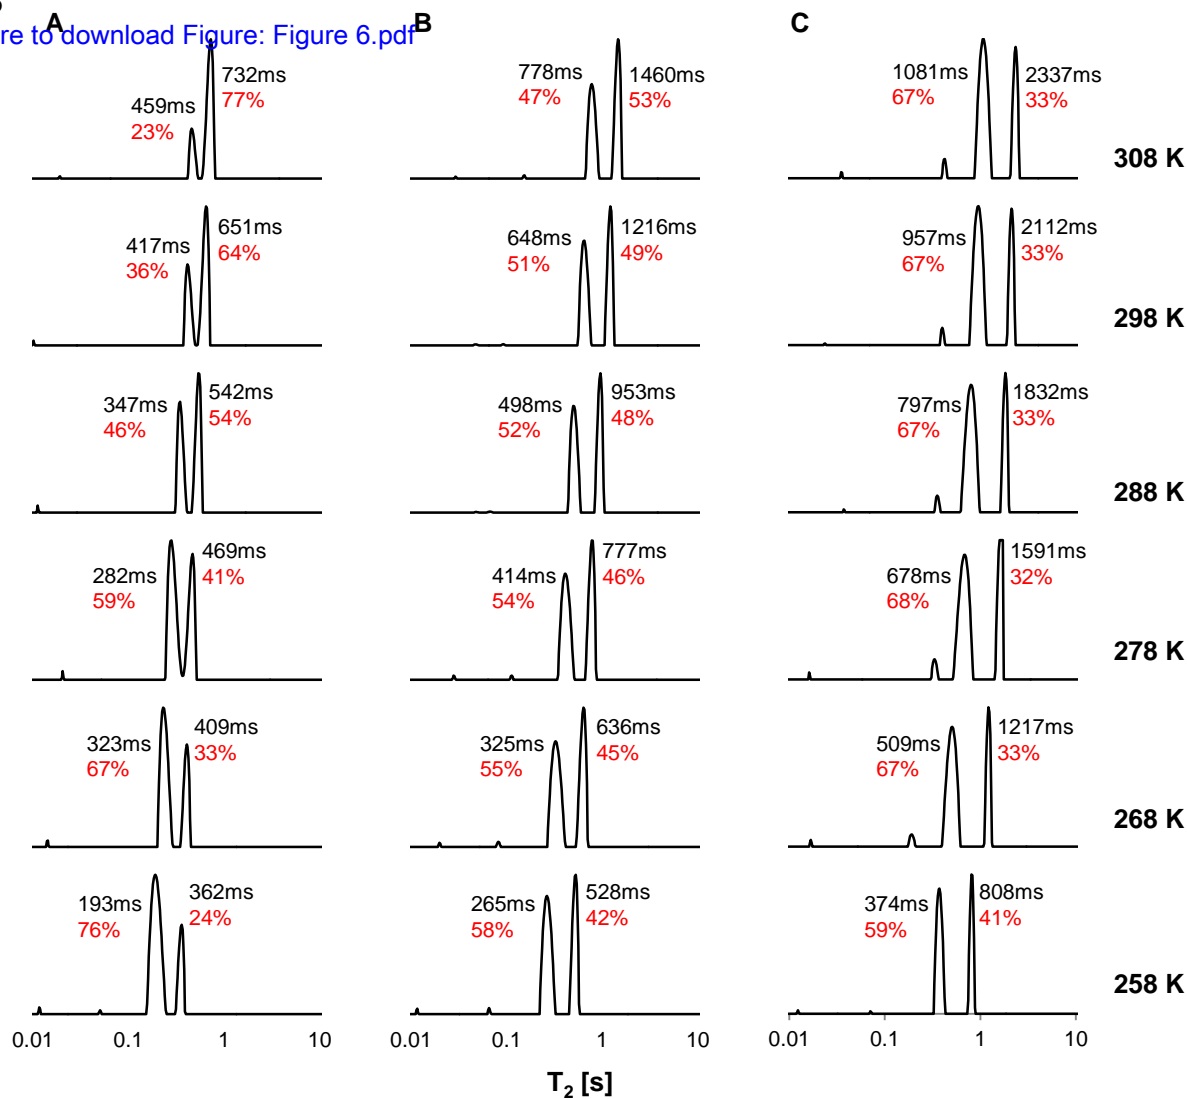 A
B
C
re to download Figure: Figure 6.pdf
732ms
77%
459ms
23%
778ms
47%
1460ms
53%
1081ms
67%
2337ms
33%
308 K
651ms
64%
417ms
36%
648ms
51%
1216ms
49%
957ms
67%
2112ms
33%
298 K
347ms
46%
542ms
54%
498ms
52%
953ms
48%
797ms
67%
1832ms
33%
288 K
282ms
59%
469ms
41%
414ms
54%
777ms
46%
678ms
68%
1591ms
32%
278 K
323ms
67%
409ms
33%
325ms
55%
636ms
45%
509ms
67%
1217ms
33%
268 K
193ms
76%
362ms
24%
265ms
58%
528ms
42%
374ms
59%
808ms
41%
258 K
0.01 0.1 1 10
0.01 0.1 1 10
0.01 0.1 1 10
T₂ [s]